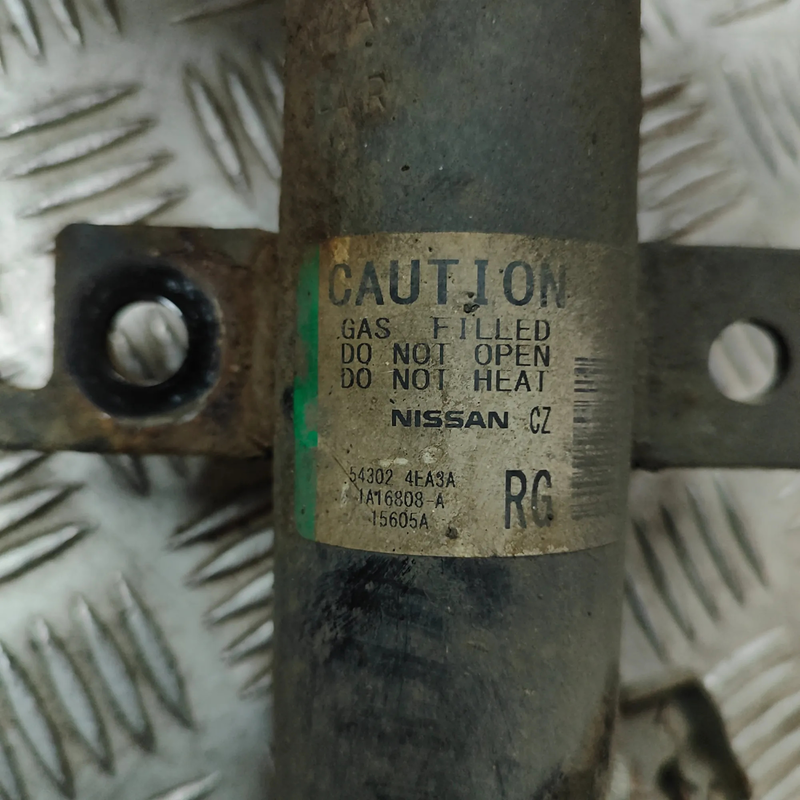 CAUTION
GAS FILLED
DO NOT OPEN
DO NOT HEAT
NISSAN CZ
54302 4EA3A
1A16808-A
15605A
RG